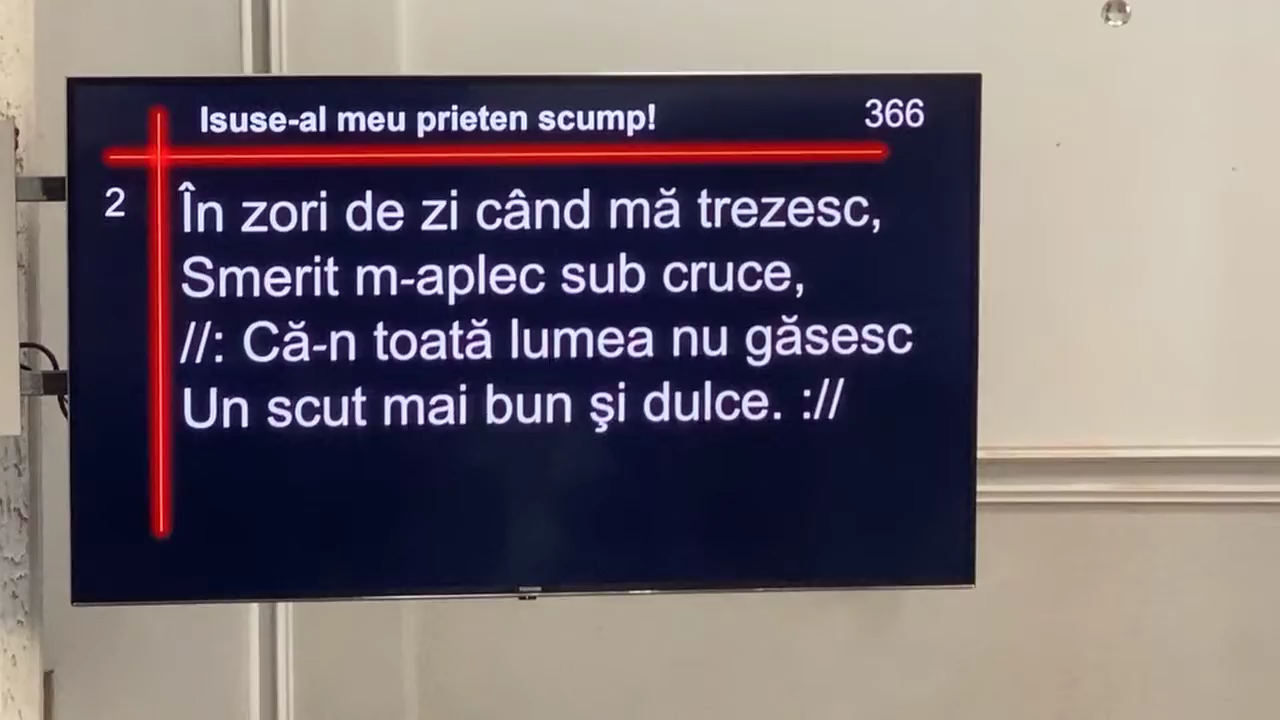 Isuse-al meu prieten scump!
366
2
În zori de zi când mă trezesc,
Smerit m-aplec sub cruce,
//: Că-n toată lumea nu găsesc
Un scut mai bun şi dulce. ://